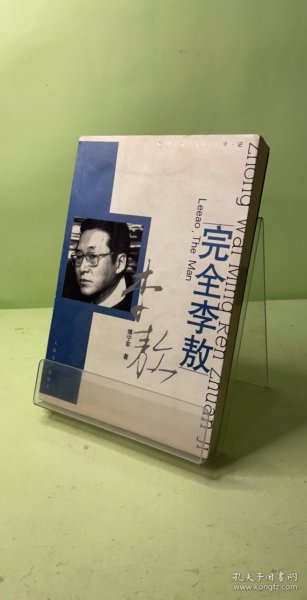 Zhong Wai Ming Ren Zhuan Ji
完全李敖
Leeao, The Man
李敖
著
孔夫子旧书网